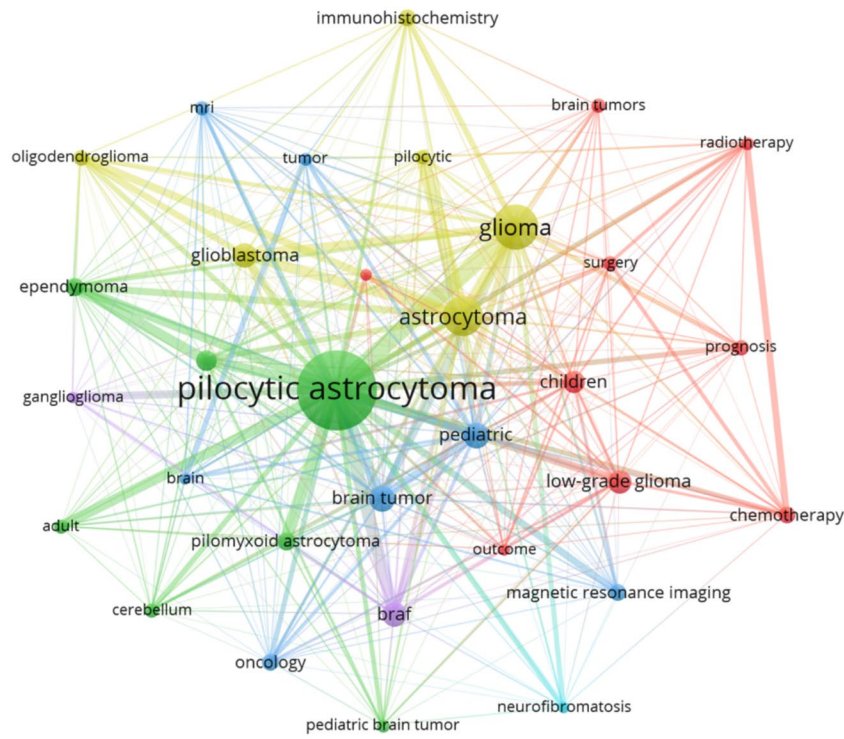 immunohistochemistry
mri
brain tumors
radiotherapy
oligodendroglioma
tumor
pilocytic
glioma
glioblastoma
surgery
ependymoma
astrocytoma
prognosis
pilocytic astrocytoma
children
ganglioglioma
pediatric
brain
low-grade glioma
brain tumor
chemotherapy
adult
pilomyxoid astrocytoma
outcome
magnetic resonance imaging
cerebellum
braf
oncology
neurofibromatosis
pediatric brain tumor